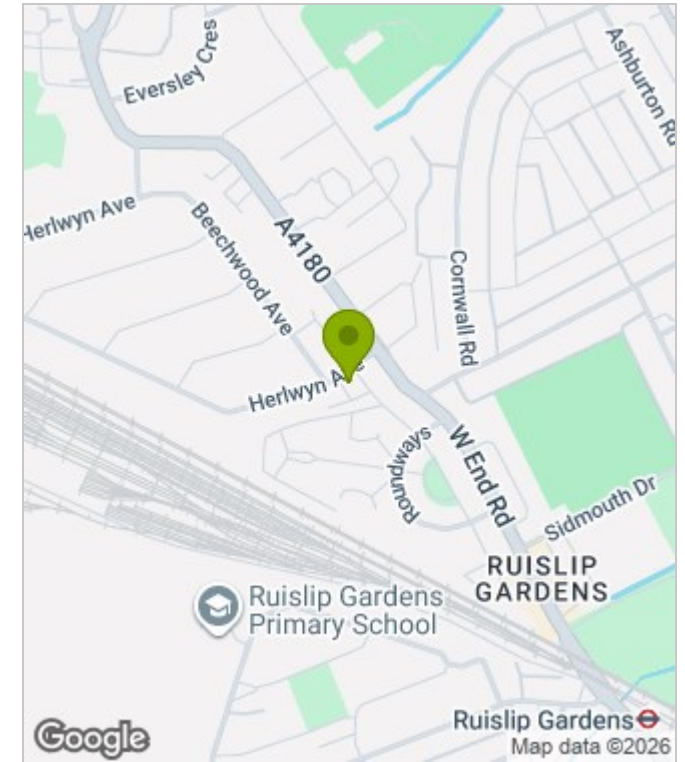 Eversley Cres
Ashburton Rd
Herlwyn Ave
Beechwood Ave
A4180
Cornwall Rd
Herlwyn Ave
Roundways
W End Rd
Sidmouth Dr
RUISLIP
GARDENS
Ruislip Gardens
Primary School
Ruislip Gardens
Google
Map data ©2026